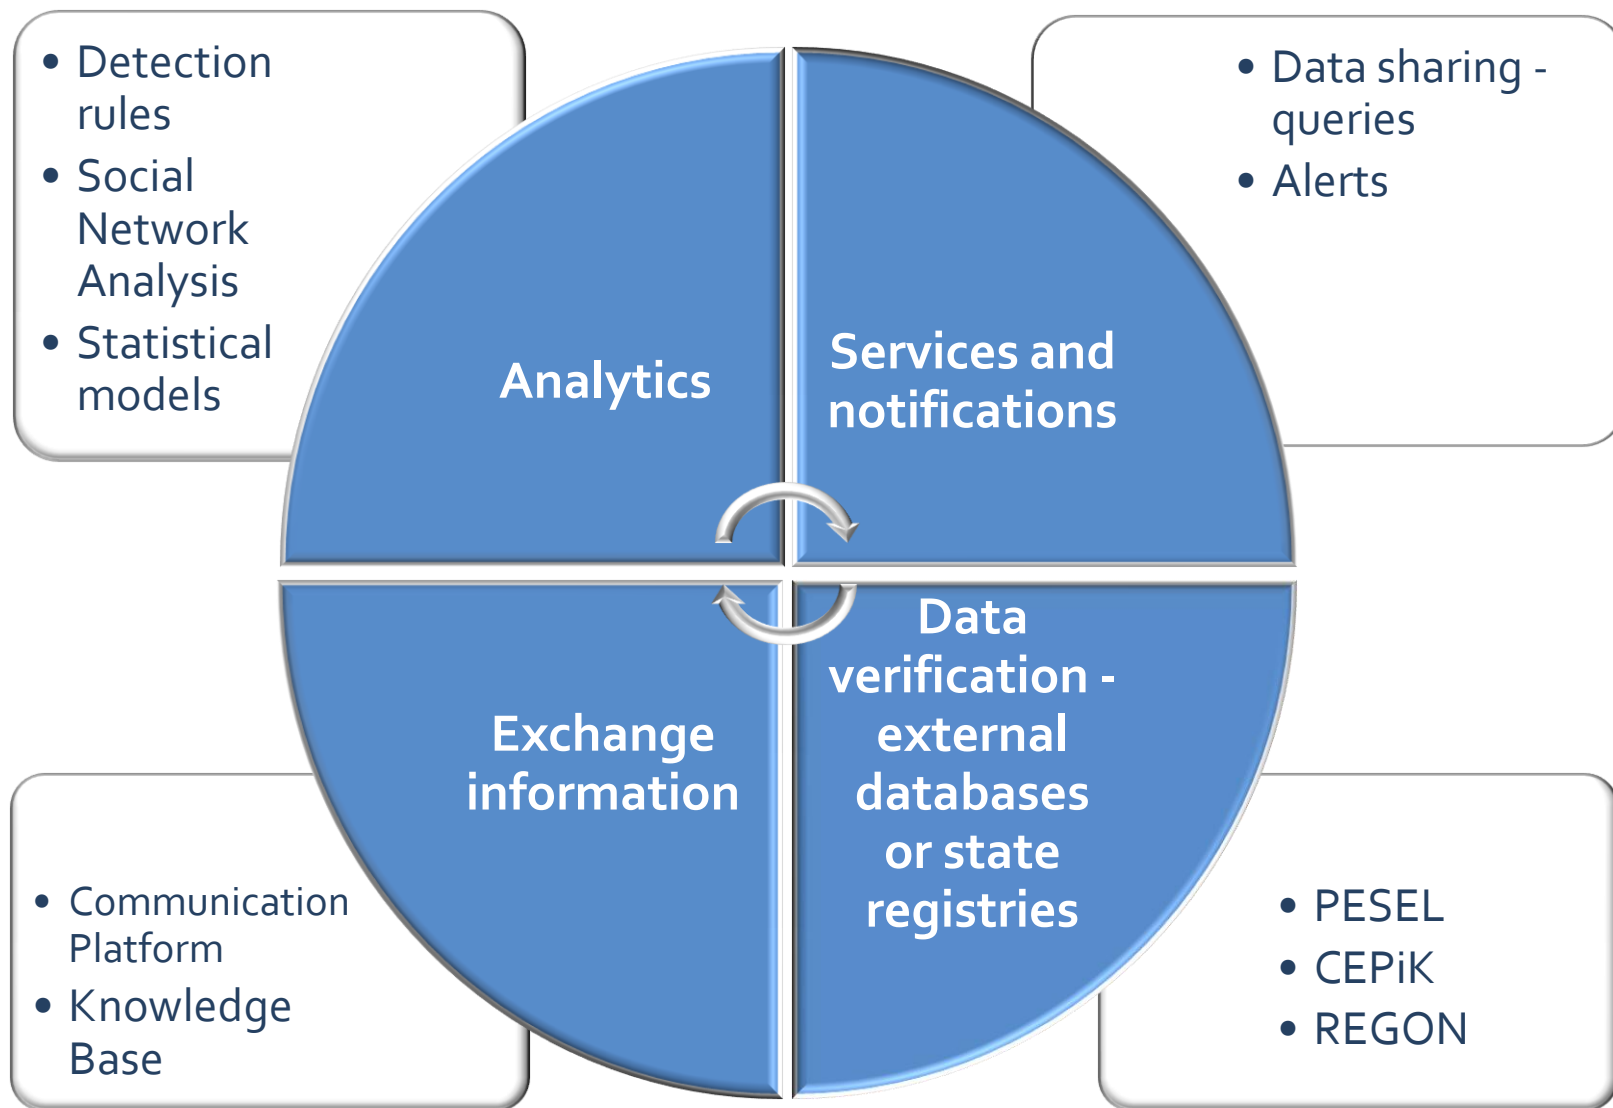 • Detection
rules
• Social
Network
Analysis
• Statistical
models
• Data sharing -
queries
• Alerts
Analytics
Services and
notifications
Exchange
information
Data
verification -
external
databases
or state
registries
• Communication
Platform
• Knowledge
Base
• PESEL
• CEPiK
• REGON